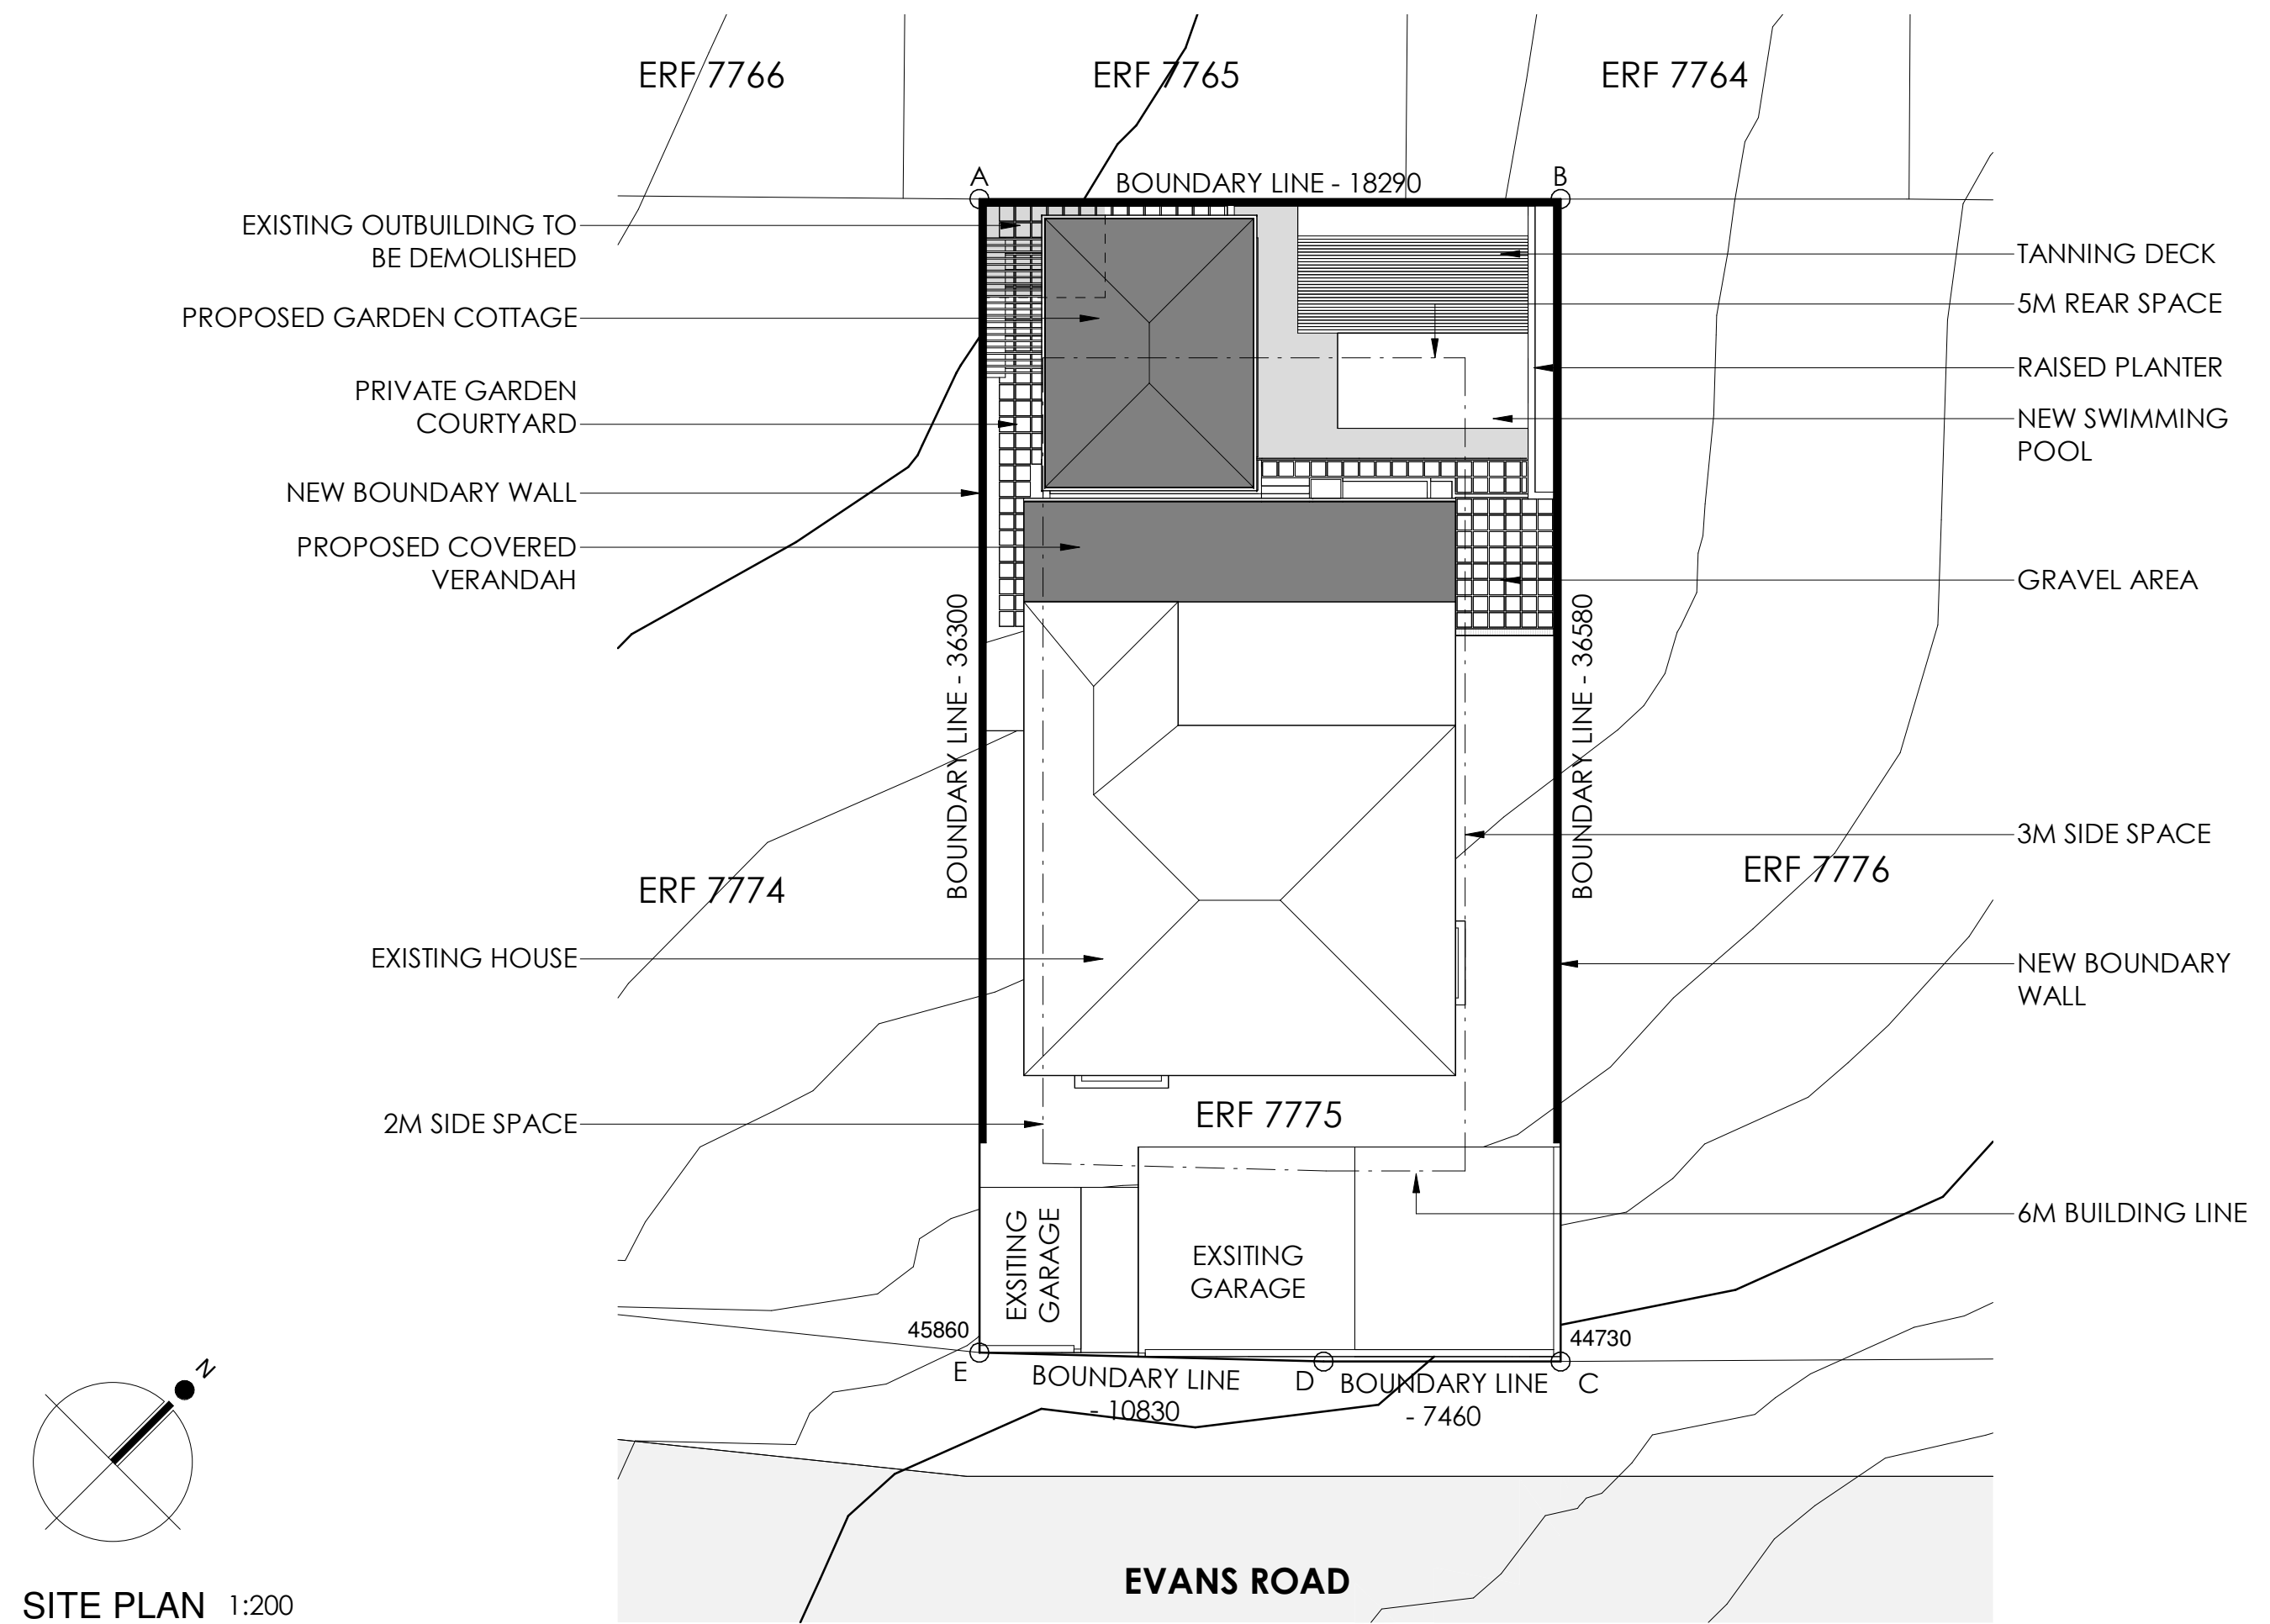 ERF 7766
ERF 7765
ERF 7764
A
BOUNDARY LINE - 18290
B
EXISTING OUTBUILDING TO
BE DEMOLISHED
PROPOSED GARDEN COTTAGE
PRIVATE GARDEN
COURTYARD
NEW BOUNDARY WALL
PROPOSED COVERED
VERANDAH
TANNING DECK
5M REAR SPACE
RAISED PLANTER
NEW SWIMMING
POOL
GRAVEL AREA
BOUNDARY LINE - 36300
BOUNDARY LINE - 36580
3M SIDE SPACE
ERF 7774
ERF 7776
EXISTING HOUSE
NEW BOUNDARY
WALL
2M SIDE SPACE
ERF 7775
6M BUILDING LINE
EXSITING
GARAGE
EXSITING
GARAGE
45860
44730
E
BOUNDARY LINE
- 10830
D
BOUNDARY LINE
- 7460
C
N
EVANS ROAD
SITE PLAN 1:200